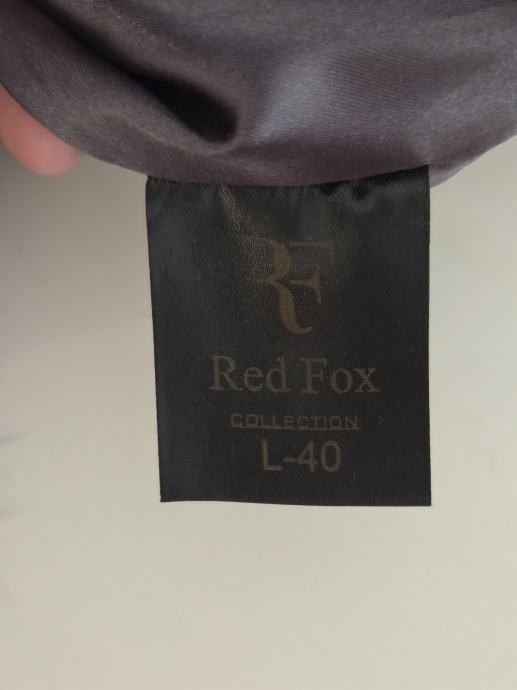 RF
Red Fox
COLLECTION
L-40